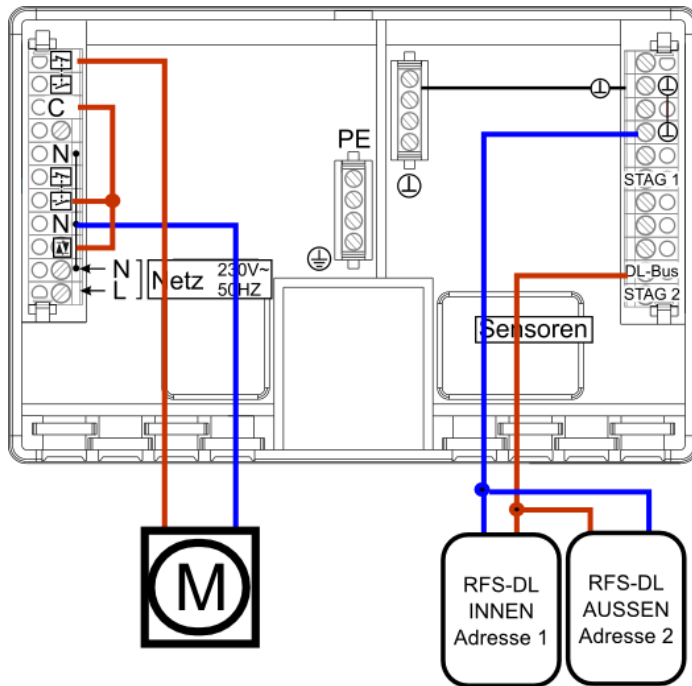 C
N
N
N
L
Netz
230V~
50HZ
PE
STAG 1
DL-Bus
STAG 2
Sensoren
M
RFS-DL
INNEN
Adresse 1
RFS-DL
AUSSEN
Adresse 2